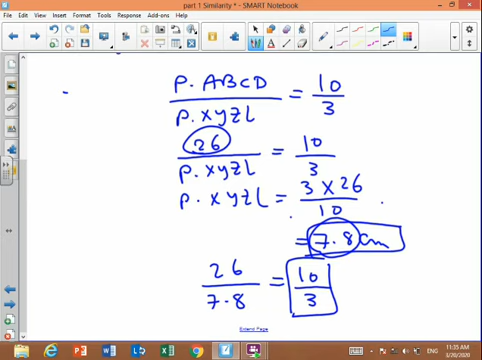 part 1 Similarity * - SMART Notebook
File Edit View Insert Format Tools Add-ons Response Help
P. ABCD / P. XYZL = 10 / 3
26 / P. XYZL = 10 / 3
P. XYZL = 3 × 26 / 10
= 7.8 cm
26 / 7.8 = 10 / 3
Extend Page
11:35 AM
ENG
3/20/2020